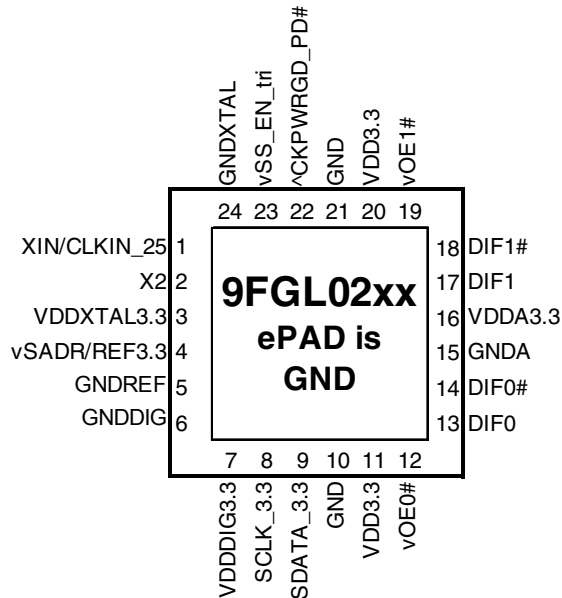 GNDXTAL
vSS_EN_tri
^CKPWRGD_PD#
GND
VDD3.3
vOE1#
24 23 22 21 20 19
XIN/CLKIN_25 1
X2 2
VDDXTAL3.3 3
vSADR/REF3.3 4
GNDREF 5
GNDDIG 6
9FGL02xx
ePAD is
GND
18 DIF1#
17 DIF1
16 VDDA3.3
15 GNDA
14 DIF0#
13 DIF0
7 8 9 10 11 12
VDDDIG3.3
SCLK_3.3
SDATA_3.3
GND
VDD3.3
vOE0#